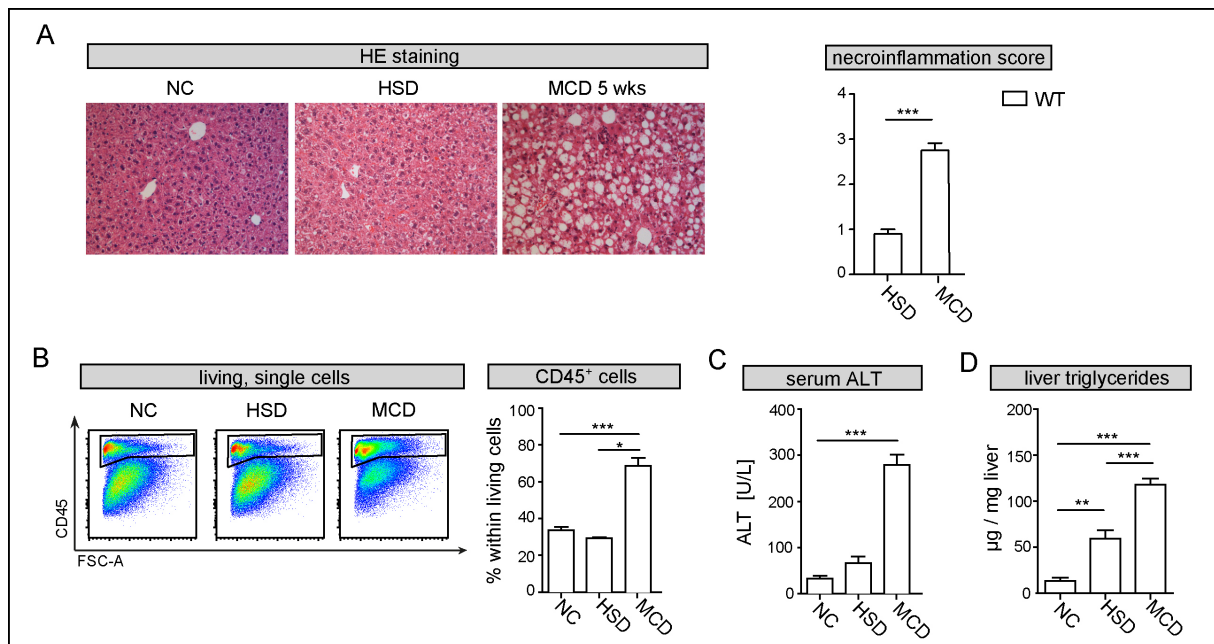 A
HE staining
NC HSD MCD 5 wks
necroinflammation score
WT
***
4
3
2
1
0
HSD MCD
B
living, single cells
NC HSD MCD
CD45
FSC-A
CD45⁺ cells
% within living cells
100
80
60
40
20
0
***
*
NC HSD MCD
C
serum ALT
ALT [U/L]
400
300
200
100
0
***
NC HSD MCD
D
liver triglycerides
µg / mg liver
200
150
100
50
0
***
***
**
NC HSD MCD